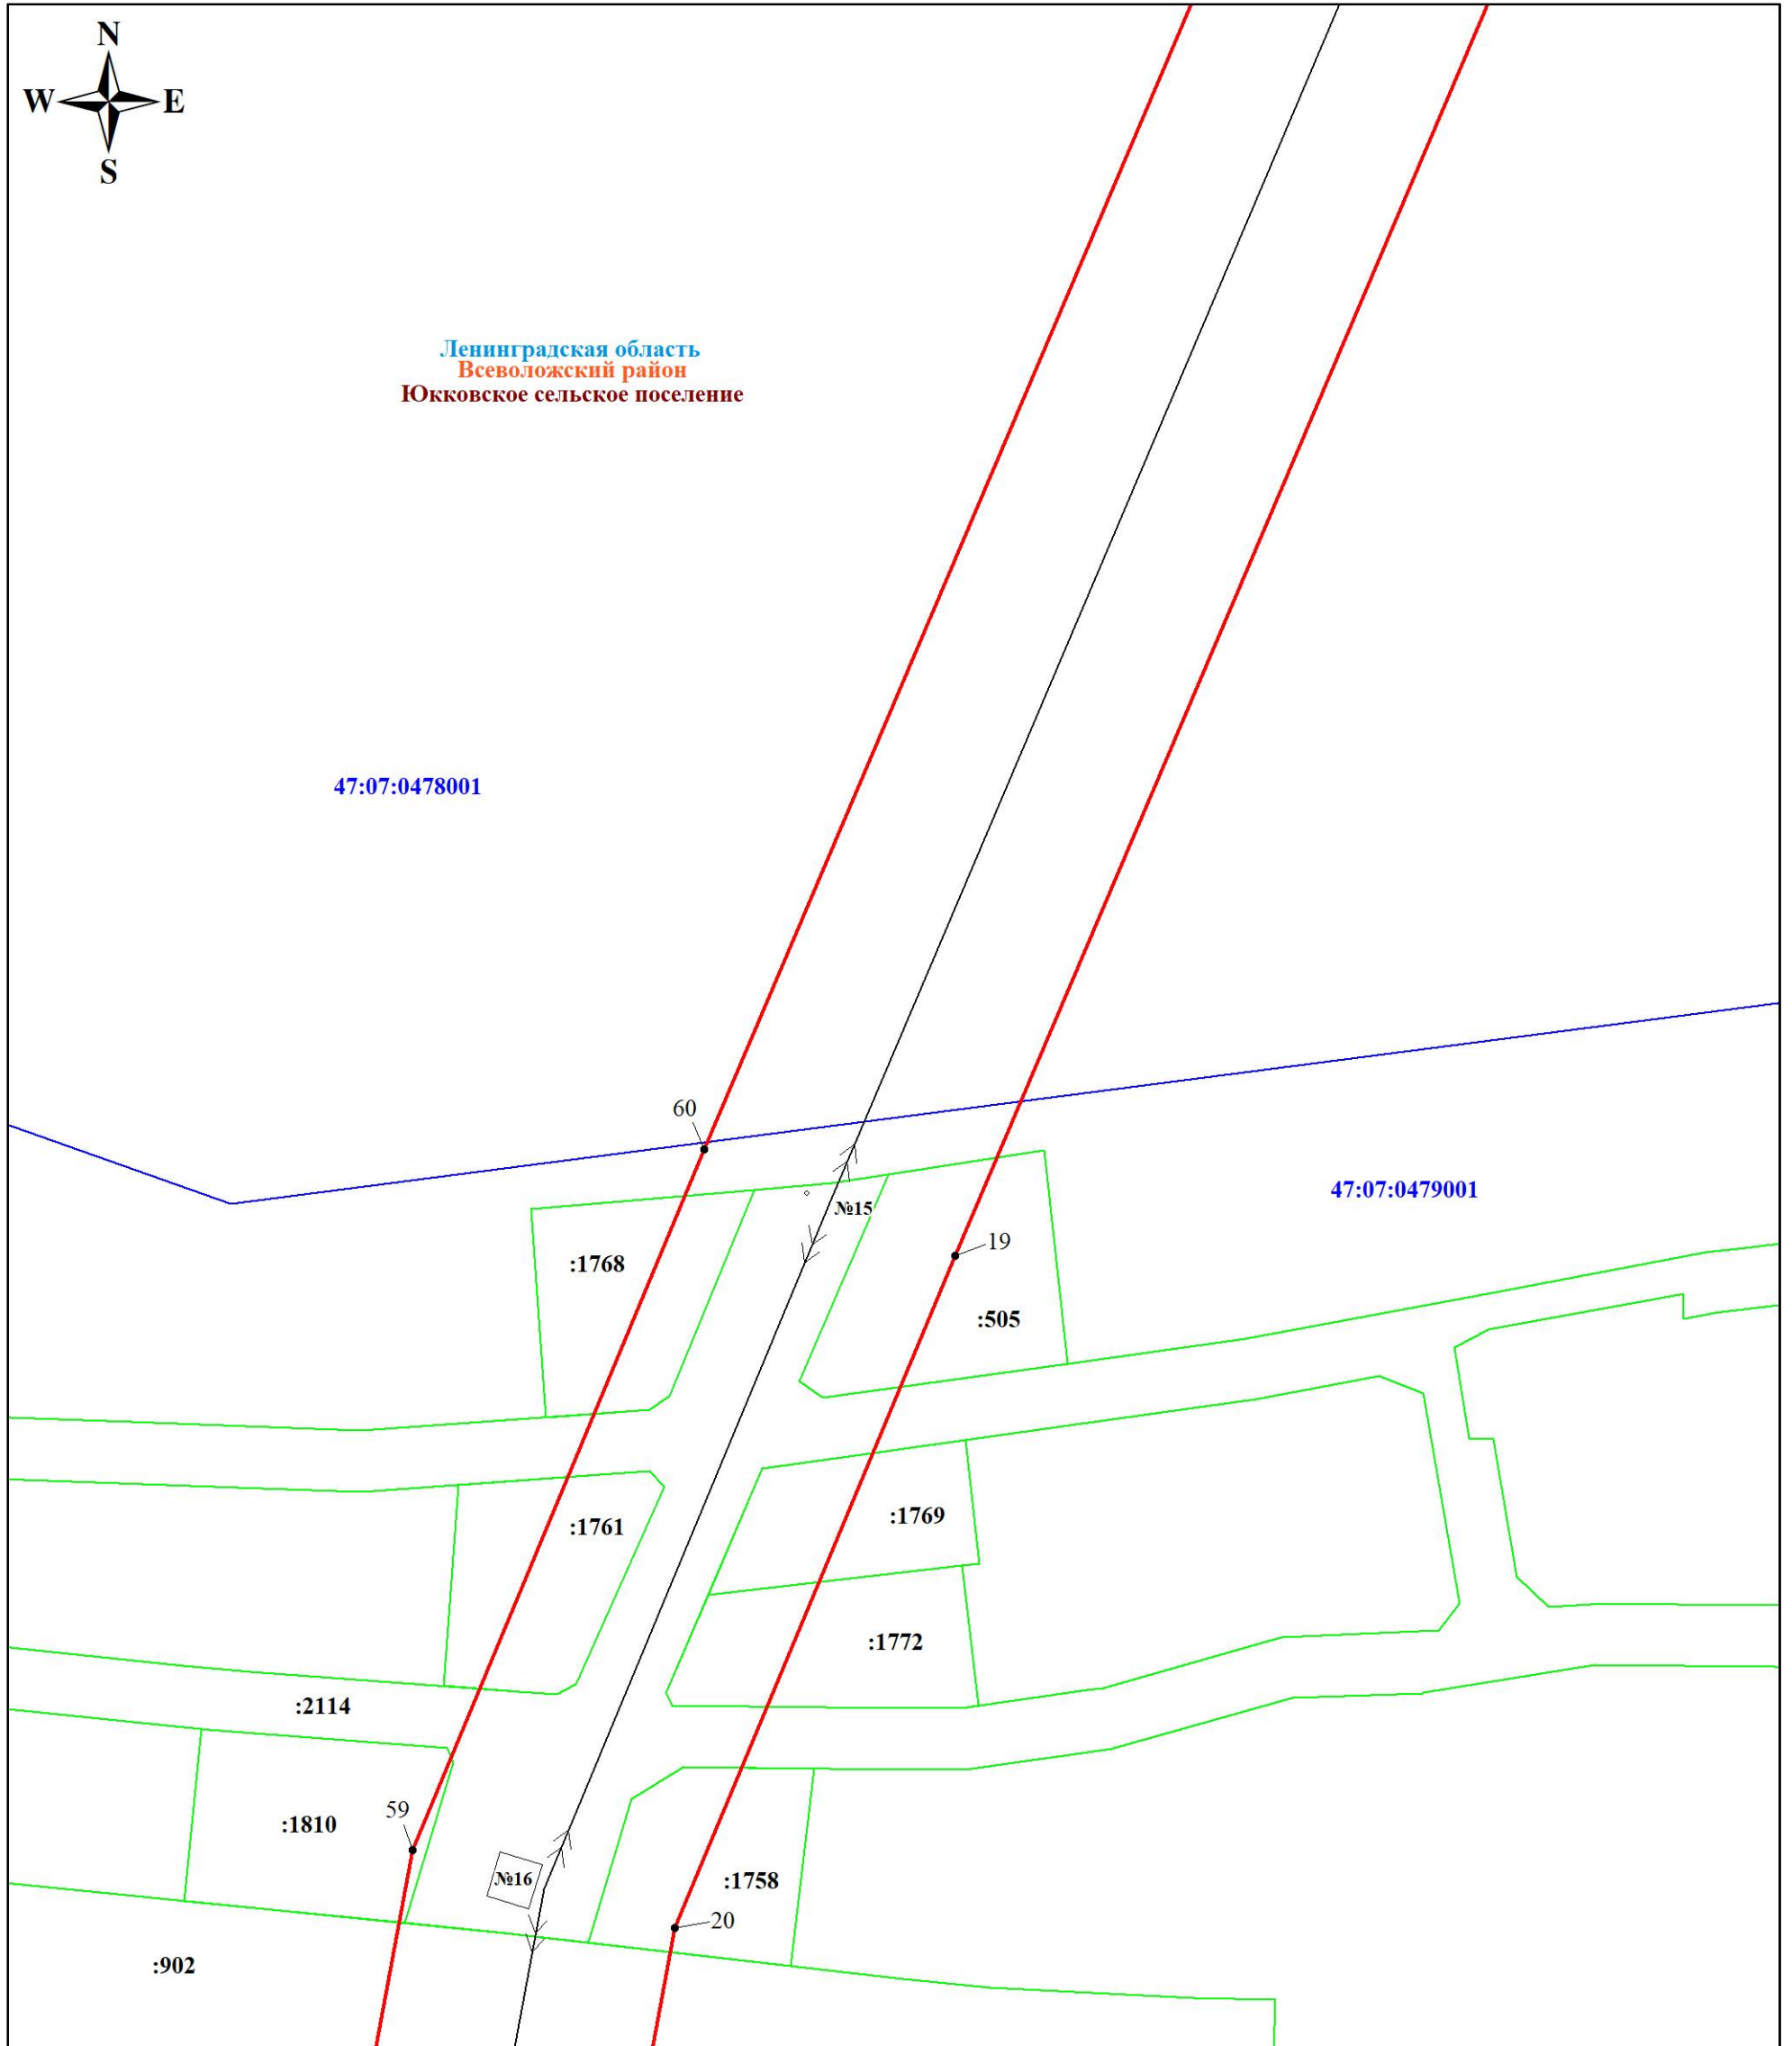 N
W E
S
Ленинградская область
Всеволожский район
Юкковское сельское поселение
47:07:0478001
60
47:07:0479001
№15
19
:1768
:505
:1769
:1761
:1772
:2114
59
:1810
№16
:1758
20
:902